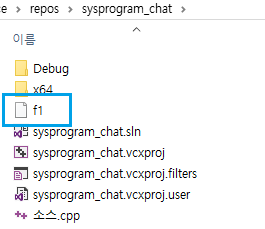 ce > repos > sysprogram_chat
이름
Debug
x64
f1
sysprogram_chat.sln
sysprogram_chat.vcxproj
sysprogram_chat.vcxproj.filters
sysprogram_chat.vcxproj.user
소스.cpp